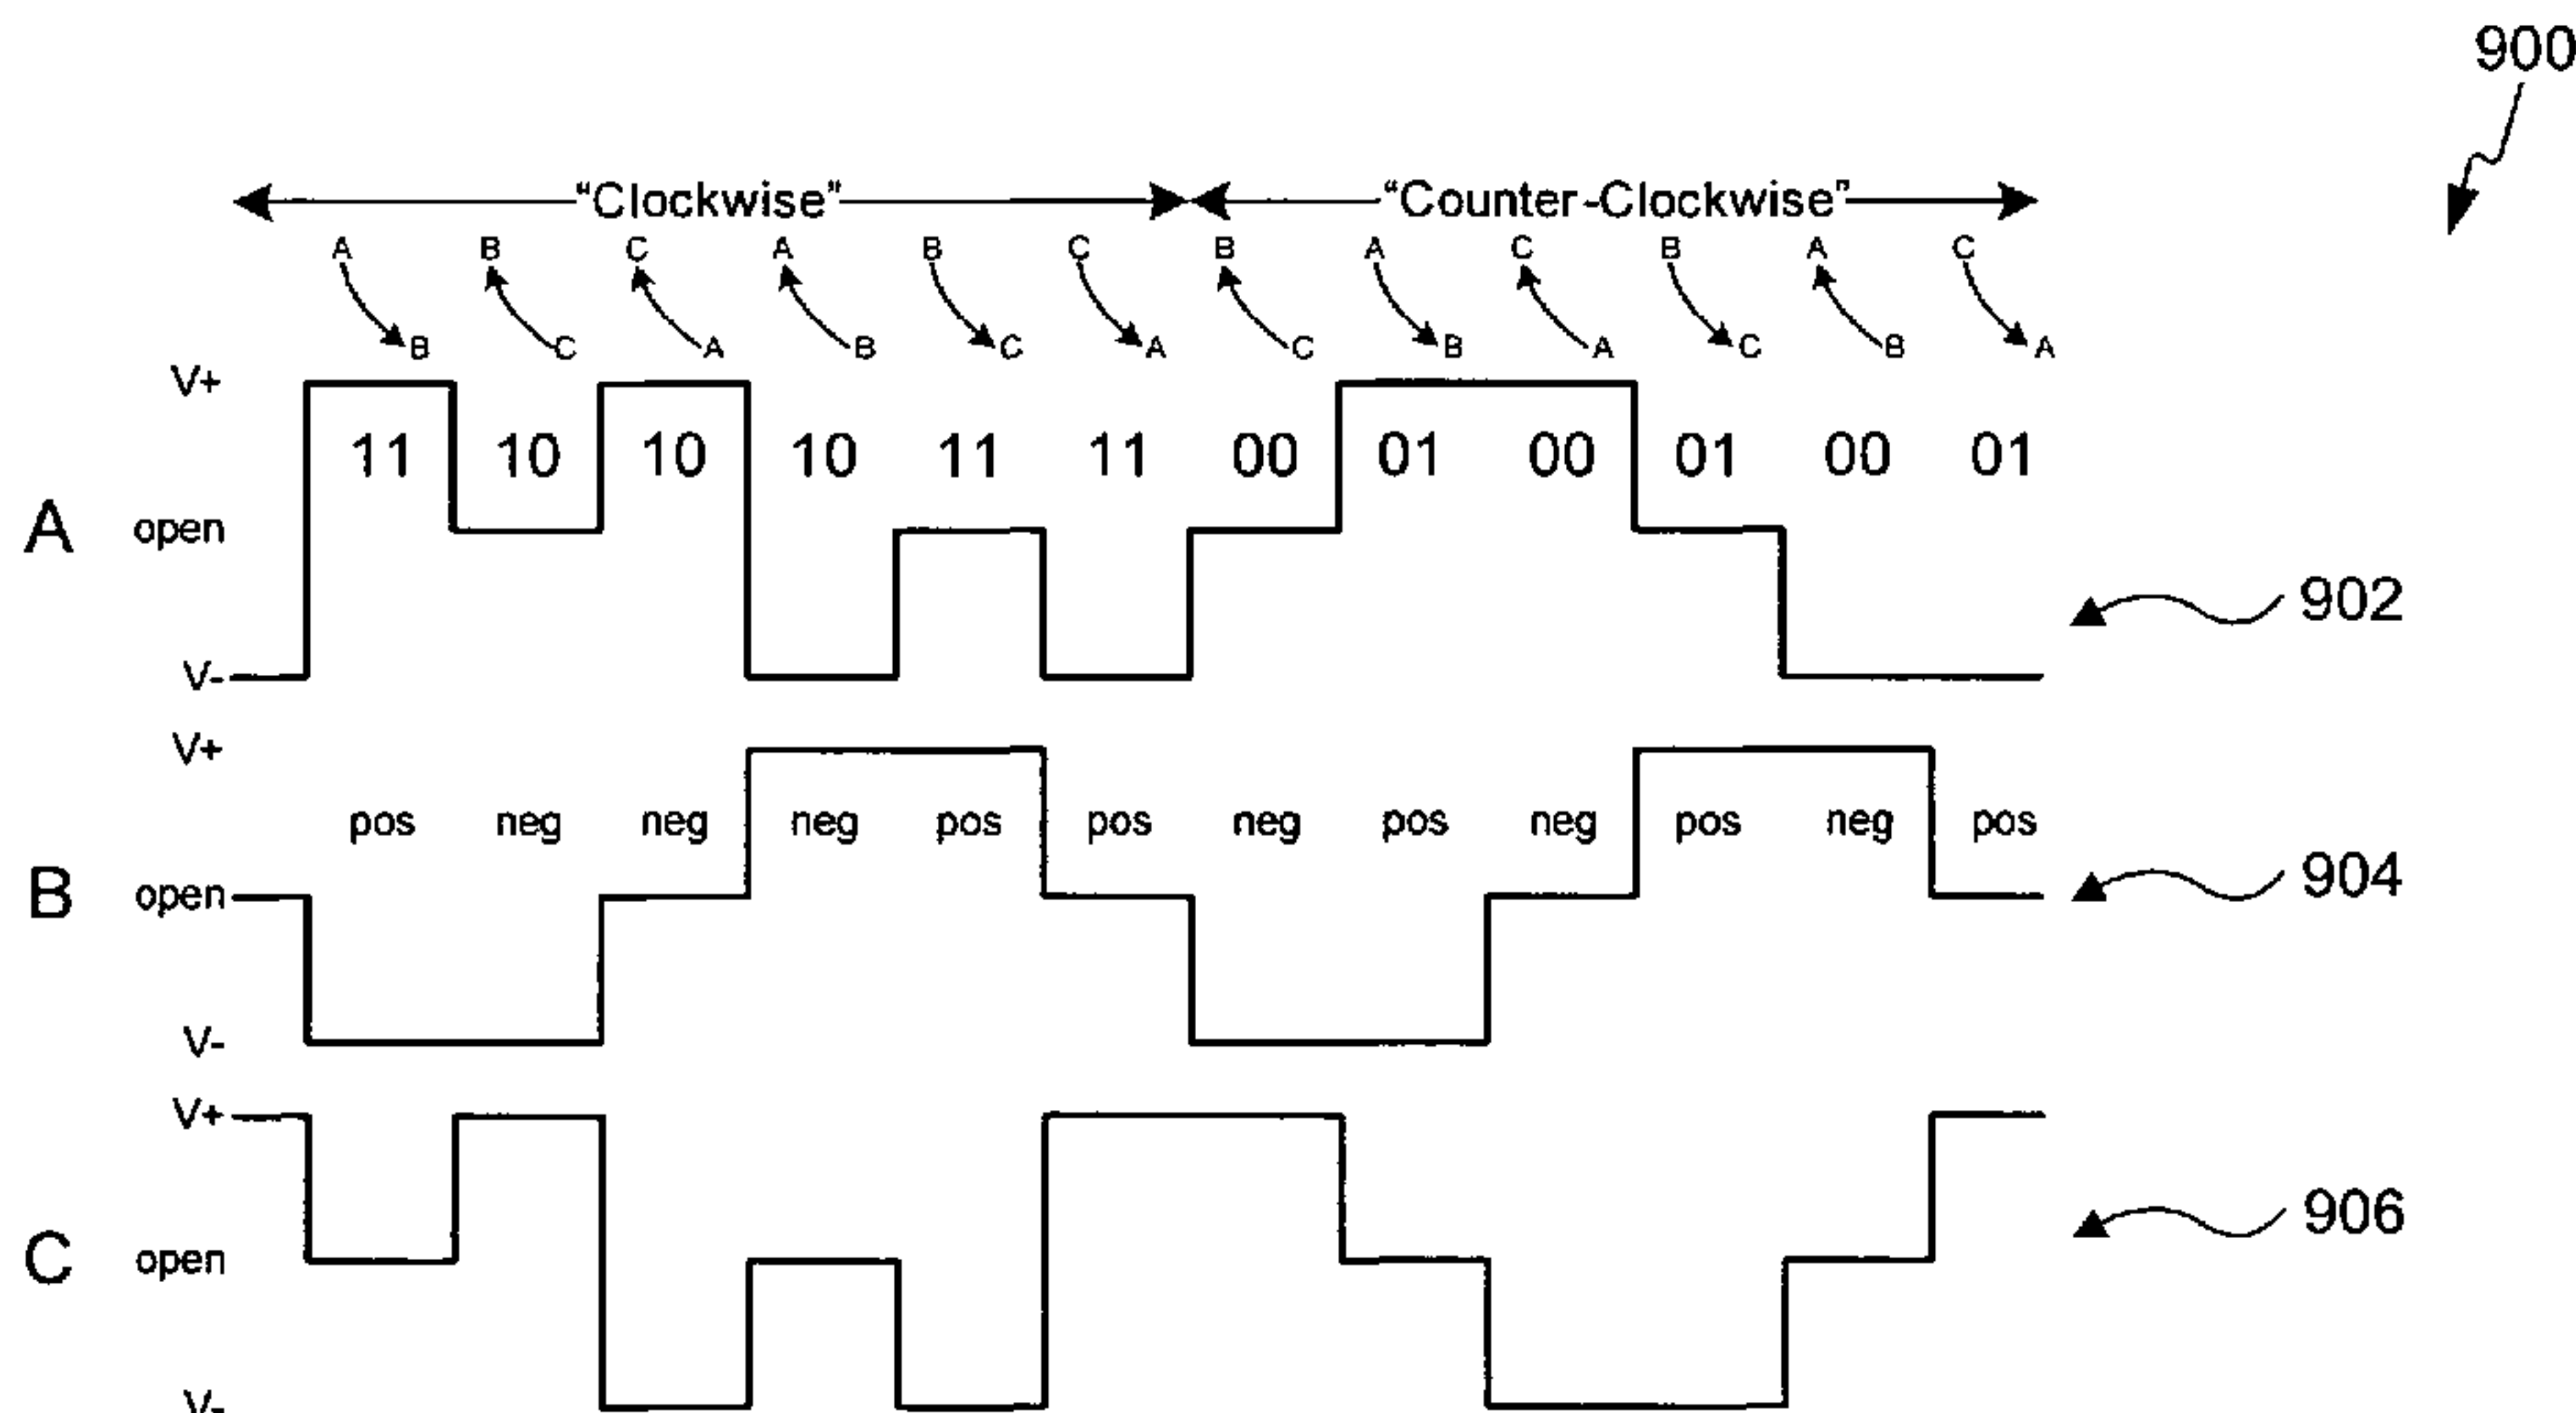 900
“Clockwise” “Counter-Clockwise”
A B C A B C B A C B A C
B C A B C A C B A C B A
V+
11 10 10 10 11 11 00 01 00 01 00 01
A open
902
V-
V+
pos neg neg neg pos pos neg pos neg pos neg pos
B open 904
V-
V+
906
C open
V-